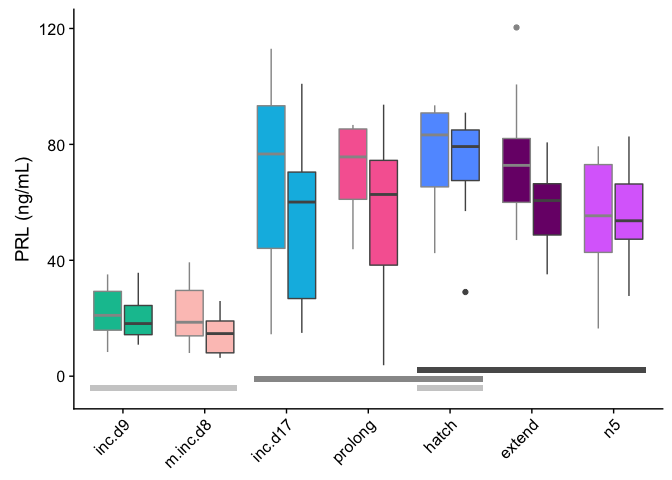 PRL (ng/mL)
120
80
40
0
inc.d9
m.inc.d8
inc.d17
prolong
hatch
extend
n5